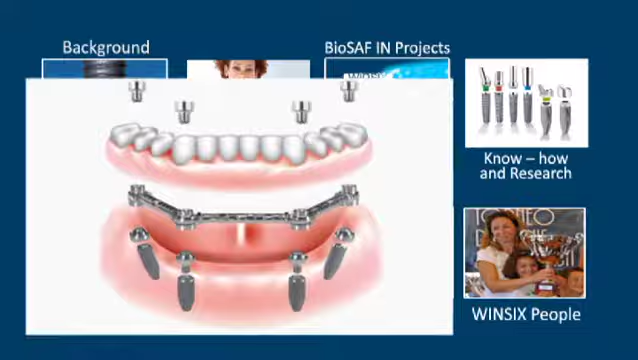 Background
BioSAF IN Projects
Know – how
and Research
WINSIX People